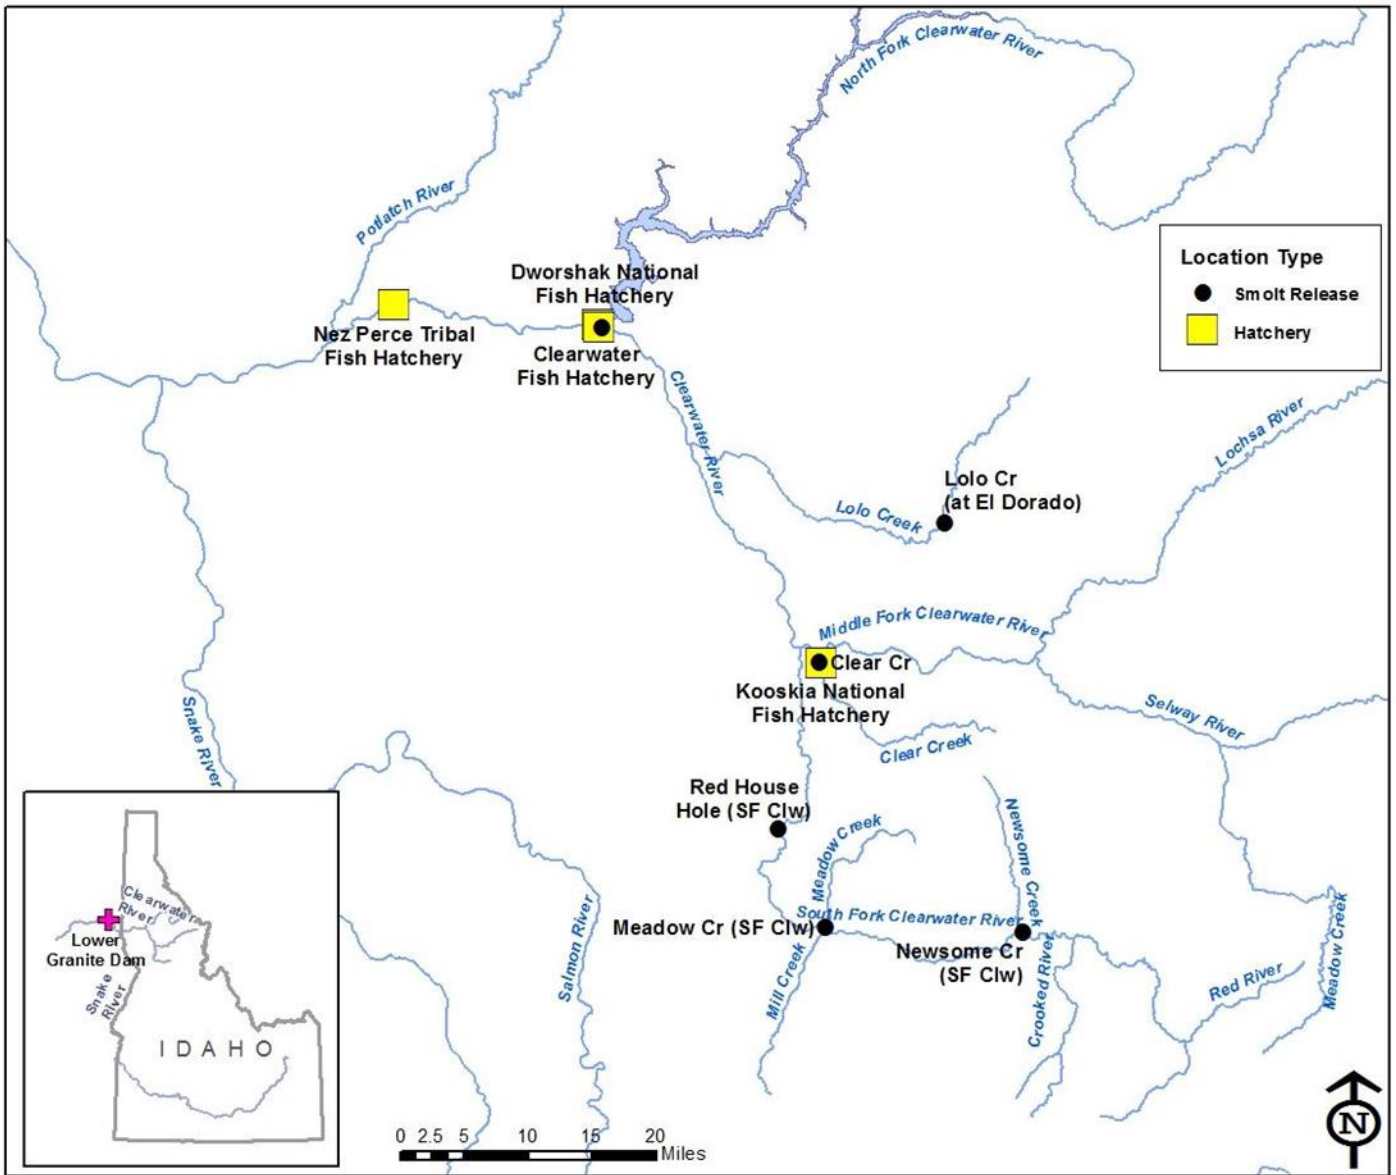 North Fork Clearwater River
Potlatch River
Location Type
Smolt Release
Hatchery
Dworshak National
Fish Hatchery
Nez Perce Tribal
Fish Hatchery
Clearwater
Fish Hatchery
Clearwater River
Lochsa River
Lolo Cr
(at El Dorado)
Lolo Creek
Middle Fork Clearwater River
Clear Cr
Kooskia National
Fish Hatchery
Selway River
Snake River
Clear Creek
Red House
Hole (SF Clw)
Meadow Creek
Newsome Creek
South Fork Clearwater River
Meadow Cr (SF Clw)
Newsome Cr
(SF Clw)
Mill Creek
Crooked River
Red River
Meadow Creek
Salmon River
Clearwater
River
Lower
Granite Dam
Snake
River
IDAHO
0 2.5 5 10 15 20
Miles
N